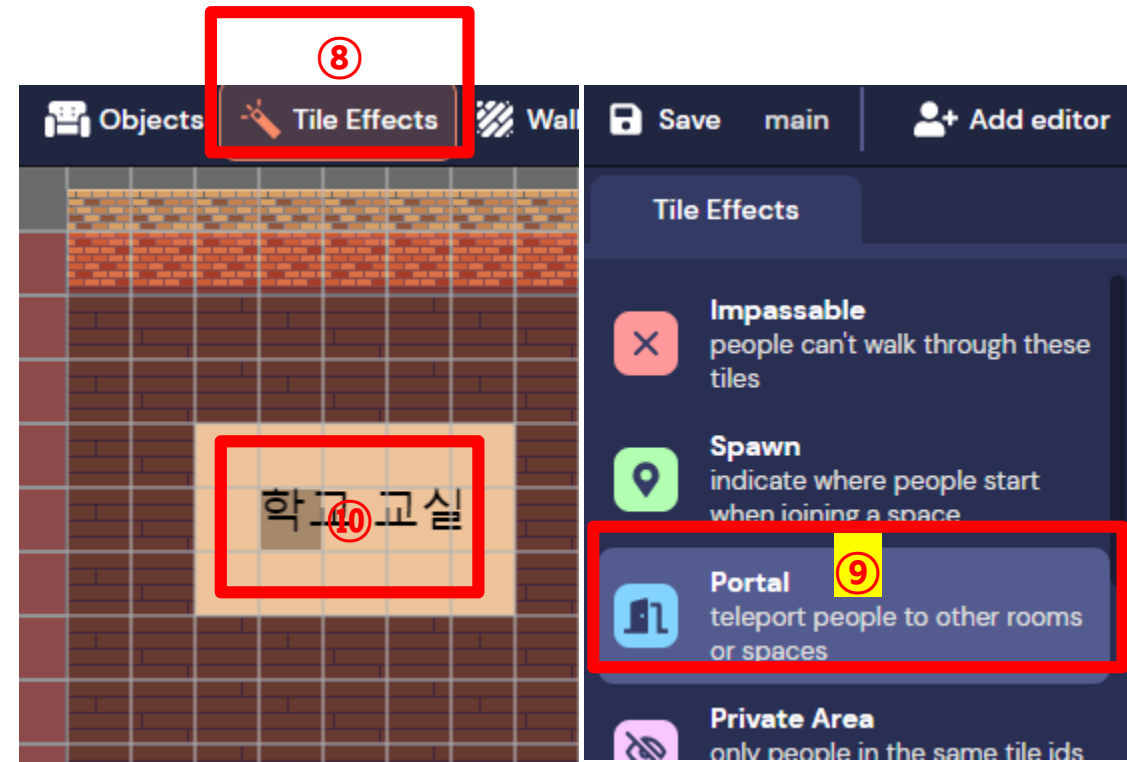 ⑧
Objects Tile Effects Wall
학교 교실
⑩
Save main Add editor
Tile Effects
Impassable
people can't walk through these
tiles
Spawn
indicate where people start
when joining a space
⑨
Portal
teleport people to other rooms
or spaces
Private Area
only people in the same tile ids